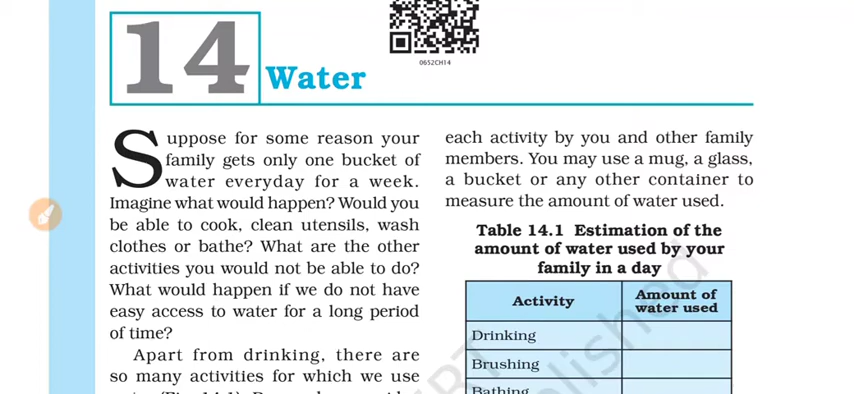 0652CH14
14 Water
Suppose for some reason your
family gets only one bucket of
water everyday for a week.
Imagine what would happen? Would you
be able to cook, clean utensils, wash
clothes or bathe? What are the other
activities you would not be able to do?
What would happen if we do not have
easy access to water for a long period
of time?
Apart from drinking, there are
so many activities for which we use
each activity by you and other family
members. You may use a mug, a glass,
a bucket or any other container to
measure the amount of water used.
Table 14.1 Estimation of the
amount of water used by your
family in a day
Activity
Amount of
water used
Drinking
Brushing
Bathing